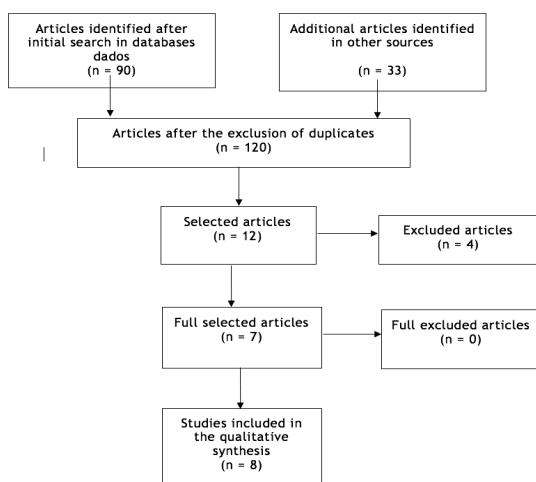 Articles identified after
initial search in databases
dados
(n = 90)
Additional articles identified
in other sources
(n = 33)
Articles after the exclusion of duplicates
(n = 120)
Selected articles
(n = 12)
Excluded articles
(n = 4)
Full selected articles
(n = 7)
Full excluded articles
(n = 0)
Studies included in
the qualitative
synthesis
(n = 8)